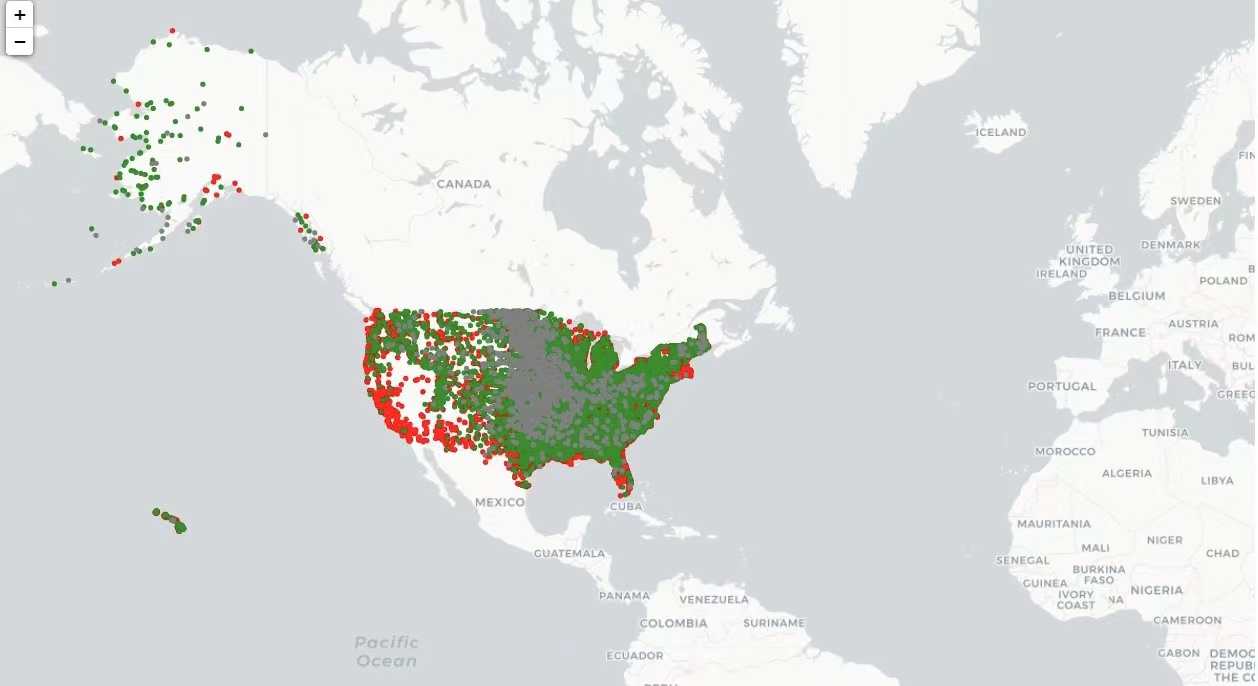 +
−
ICELAND
FIN
CANADA
SWEDEN
UNITED
KINGDOM
DENMARK
IRELAND
POLAND
BELGIUM
B
FRANCE
AUSTRIA
ROM
ITALY
BUL
PORTUGAL
GREEC
TUNISIA
MOROCCO
ALGERIA
LIBYA
MEXICO
CUBA
MAURITANIA
NIGER
MALI
CHAD
GUATEMALA
SENEGAL
BURKINA
FASO
GUINEA
IVORY
COAST
NA
NIGERIA
PANAMA
VENEZUELA
COLOMBIA
SURINAME
CAMEROON
Pacific
Ocean
ECUADOR
GABON
DEMOC
REPUBL
THE CO